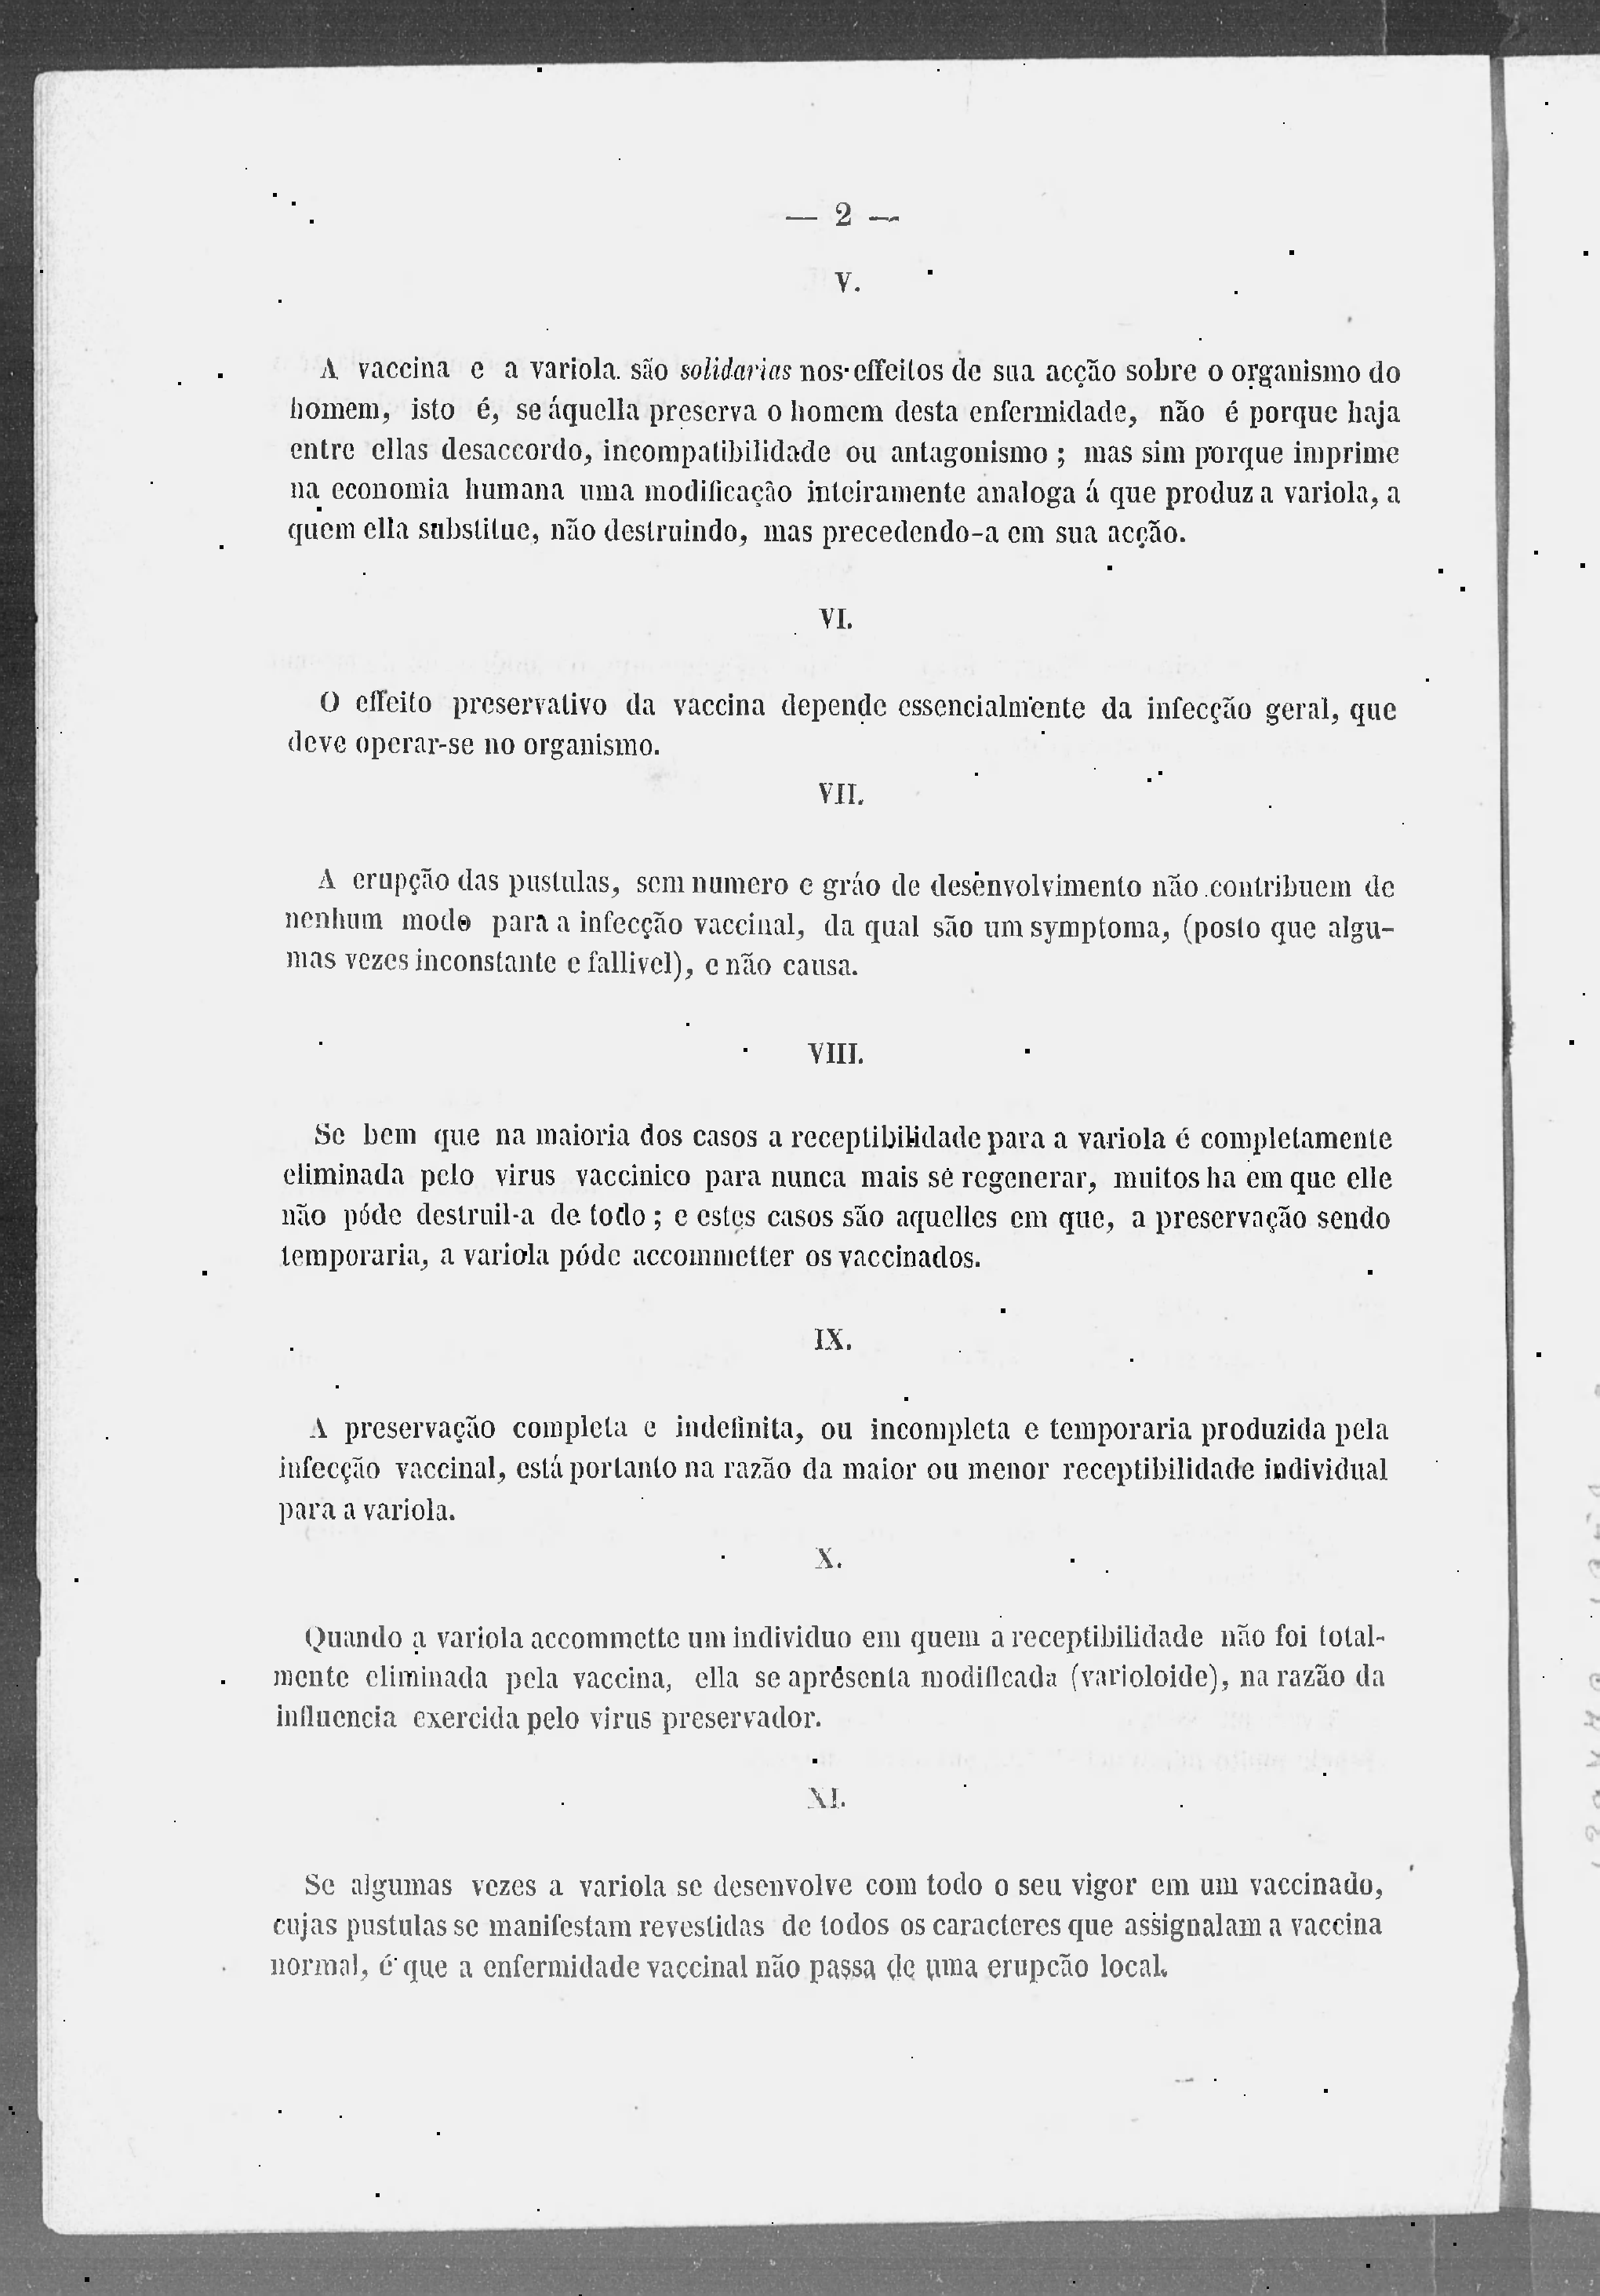 — 2 —
V.
A vaccina e a variola. são solidarias nos effeitos de sua acção sobre o organismo do
homem, isto é, se áquella preserva o homem desta enfermidade, não é porque haja
entre ellas desaccordo, incompatibilidade ou antagonismo ; mas sim porque imprime
na economia humana uma modificação inteiramente analoga á que produz a variola, a
quem ella substitue, não destruindo, mas precedendo-a em sua acção.
VI.
O effeito preservativo da vaccina depende essencialmente da infecção geral, que
deve operar-se no organismo.
VII.
A erupção das pustulas, sem numero e gráo de desenvolvimento não contribuem de
nenhum modo para a infecção vaccinal, da qual são um symptoma, (posto que algu-
mas vezes inconstante e fallivel), e não causa.
VIII.
Se bem que na maioria dos casos a receptibilidade para a variola é completamente
eliminada pelo virus vaccinico para nunca mais se regenerar, muitos ha em que elle
não póde destruil-a de todo ; e estes casos são aquelles em que, a preservação sendo
temporaria, a variola póde accommetter os vaccinados.
IX.
A preservação completa e indefinita, ou incompleta e temporaria produzida pela
infecção vaccinal, está portanto na razão da maior ou menor receptibilidade individual
para a variola.
X.
Quando a variola accommette um individuo em quem a receptibilidade não foi total-
mente eliminada pela vaccina, ella se apresenta modificada (varioloide), na razão da
influencia exercida pelo virus preservador.
XI.
Se algumas vezes a variola se desenvolve com todo o seu vigor em um vaccinado,
cujas pustulas se manifestam revestidas de todos os caracteres que assignalam a vaccina
normal, é que a enfermidade vaccinal não passa de uma erupcão local.